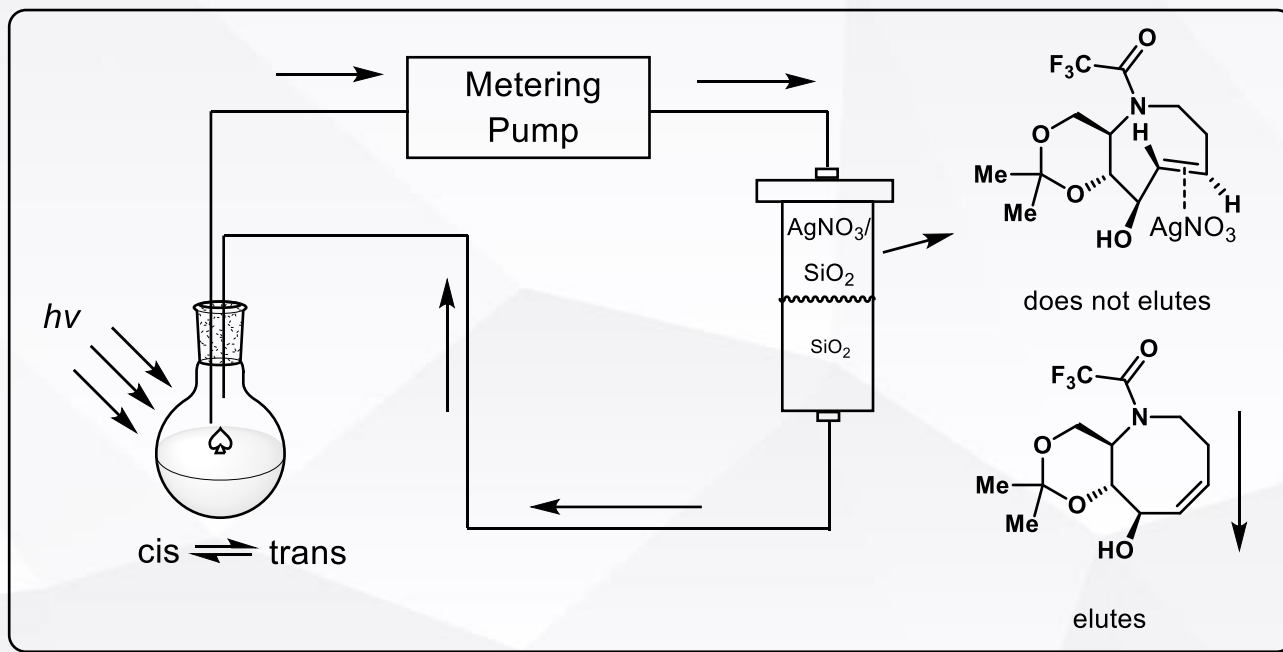 Metering
Pump
AgNO3/
SiO2
SiO2
hv
cis ⇌ trans
O
F3C
N
H
O
Me
O
Me
H
HO
AgNO3
does not elutes
O
F3C
N
O
Me
O
Me
HO
elutes